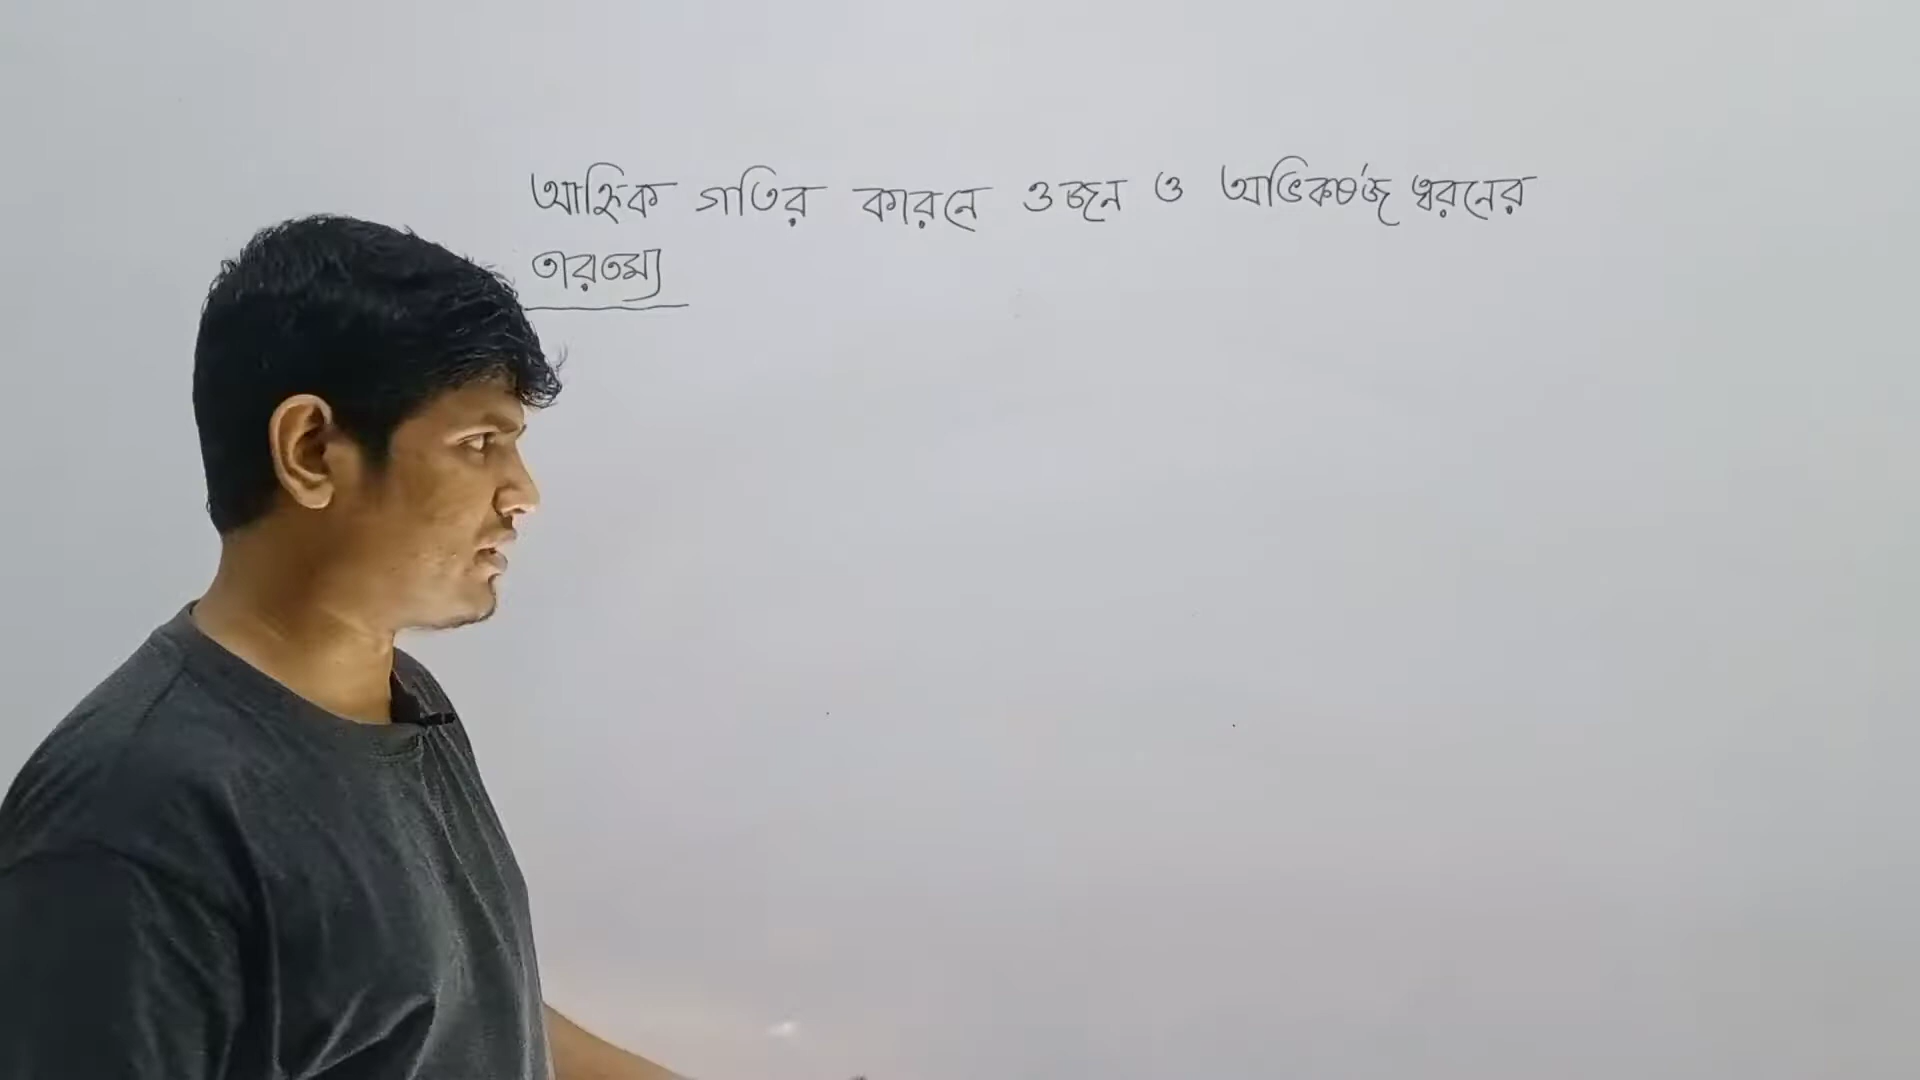 আহ্নিক গতির কারনে ওজন ও অভিকর্ষজ ত্বরনের
তারতম্য